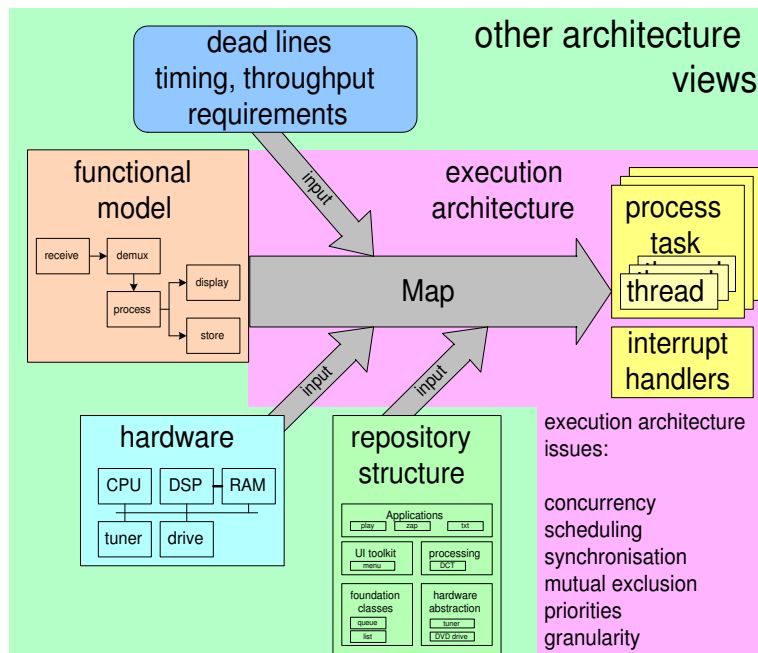 dead lines
timing, throughput
requirements
other architecture
views
functional
model
receive
demux
process
display
store
input
execution
architecture
Map
process
task
thread
interrupt
handlers
input
input
hardware
CPU
DSP
RAM
tuner
drive
repository
structure
Applications
play
zap
txt
UI toolkit
menu
processing
DCT
foundation
classes
queue
list
hardware
abstraction
tuner
DVD drive
execution architecture
issues:
concurrency
scheduling
synchronisation
mutual exclusion
priorities
granularity